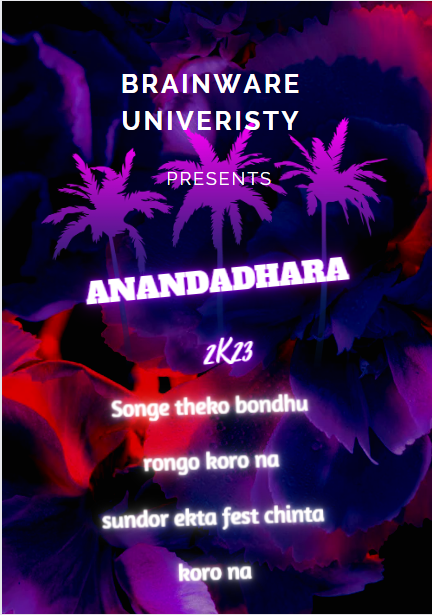 BRAINWARE
UNIVERISTY
PRESENTS
ANANDADHARA
2K23
Songe theko bondhu
rongo koro na
sundor ekta fest chinta
koro na